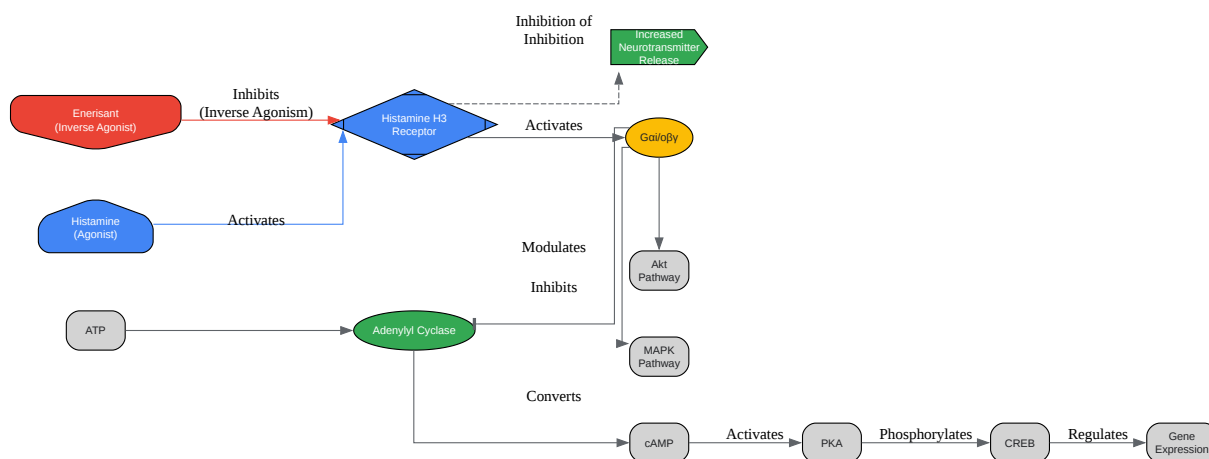 Inhibition of
Inhibition
Increased
Neurotransmitter
Release
Enerisant
(Inverse Agonist)
Inhibits
(Inverse Agonism)
Histamine H3
Receptor
Activates
Gαi/oβγ
Histamine
(Agonist)
Activates
Modulates
Akt
Pathway
Inhibits
ATP
Adenylyl Cyclase
MAPK
Pathway
Converts
cAMP
Activates
PKA
Phosphorylates
CREB
Regulates
Gene
Expression